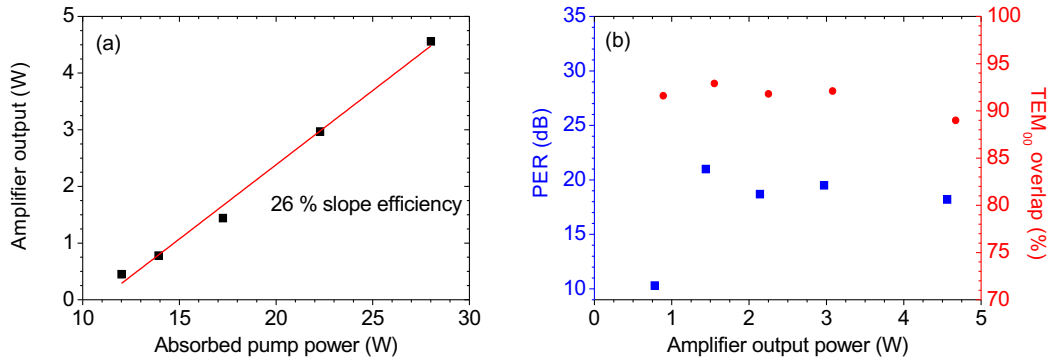 (a)
Amplifier output (W)
5
4
3
2
1
0
26 % slope efficiency
10 15 20 25 30
Absorbed pump power (W)
(b)
PER (dB)
35
30
25
20
15
10
TEM00 overlap (%)
100
95
90
85
80
75
70
0 1 2 3 4 5
Amplifier output power (W)